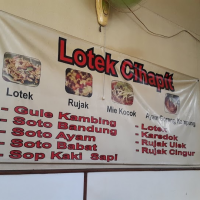 Lotek Cihapit
Lotek
Rujak
Mie Kocok
- Gule Kambing
- Soto Bandung
- Soto Ayam
- Soto Babat
- Sop Kaki Sapi
- Lotek
- Karedok
- Rujak Ulek
- Rujak Cingur